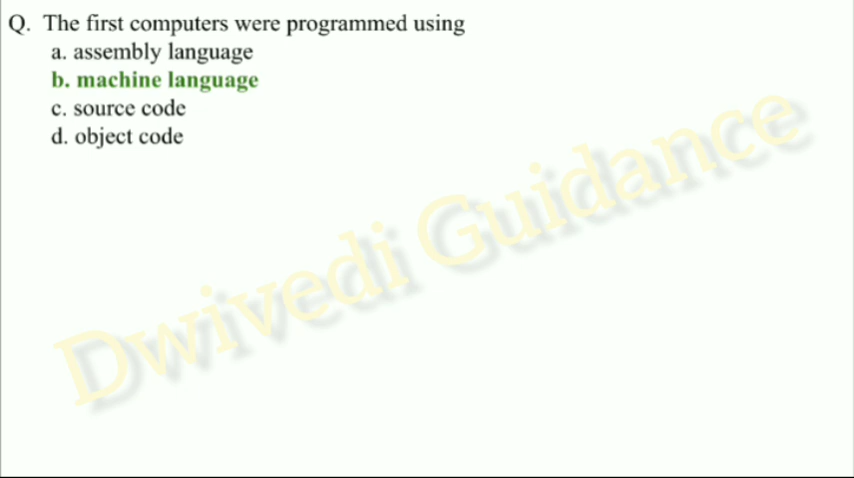 Q. The first computers were programmed using
a. assembly language
b. machine language
c. source code
d. object code
Dwivedi Guidance